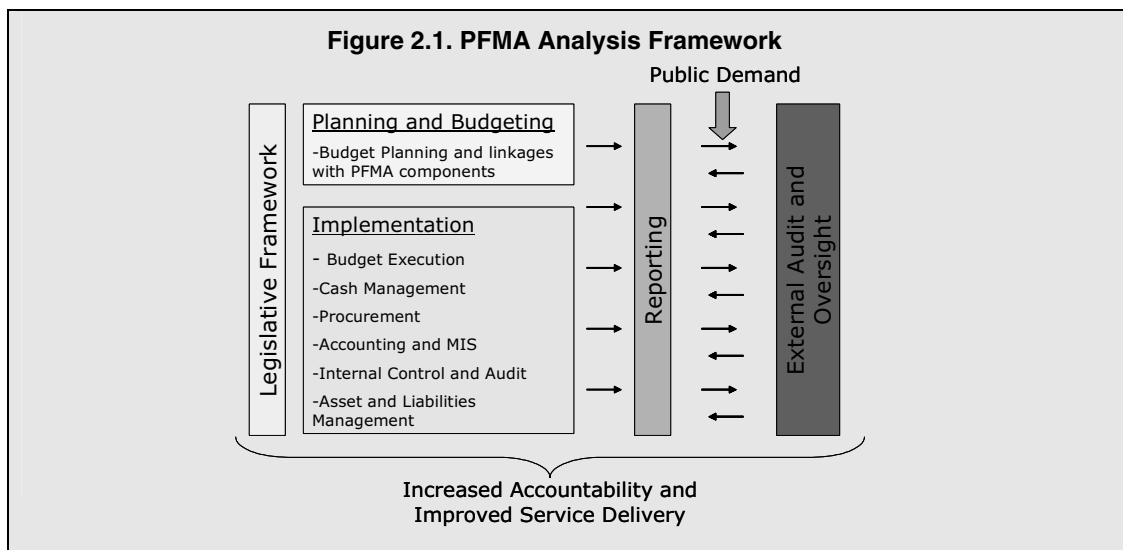 Figure 2.1. PFMA Analysis Framework
Public Demand
Legislative Framework
Planning and Budgeting
-Budget Planning and linkages
with PFMA components
Implementation
- Budget Execution
-Cash Management
-Procurement
-Accounting and MIS
-Internal Control and Audit
-Asset and Liabilities
Management
Reporting
External Audit and
Oversight
Increased Accountability and
Improved Service Delivery